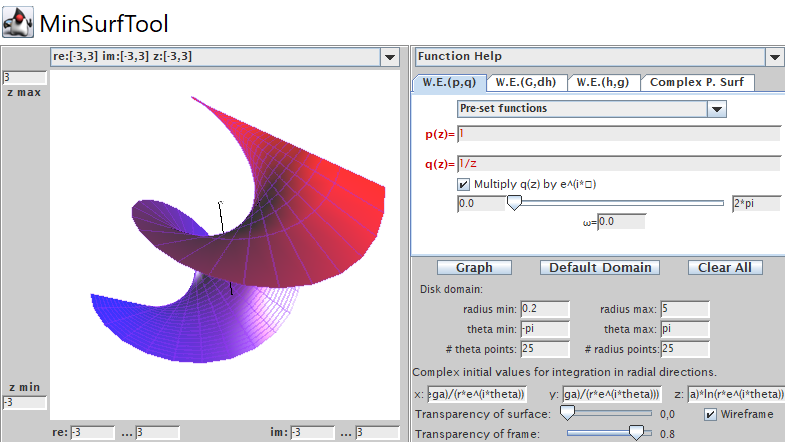 MinSurfTool
re:[-3,3] im:[-3,3] z:[-3,3]
3
z max
z min
-3
re: -3 ... 3 im: -3 ... 3
Function Help
W.E.(p,q) W.E.(G,dh) W.E.(h,g) Complex P. Surf
Pre-set functions
p(z)= 1
q(z)= 1/z
Multiply q(z) by e^(i*▯)
0.0 2*pi
ω= 0.0
Graph Default Domain Clear All
Disk domain:
radius min: 0.2 radius max: 5
theta min: -pi theta max: pi
# theta points: 25 # radius points: 25
Complex initial values for integration in radial directions.
x: ega)/(r*e^(i*theta)) y: ga)/(r*e^(i*theta))) z: a)*ln(r*e^(i*theta))
Transparency of surface: 0,0 Wireframe
Transparency of frame: 0.8